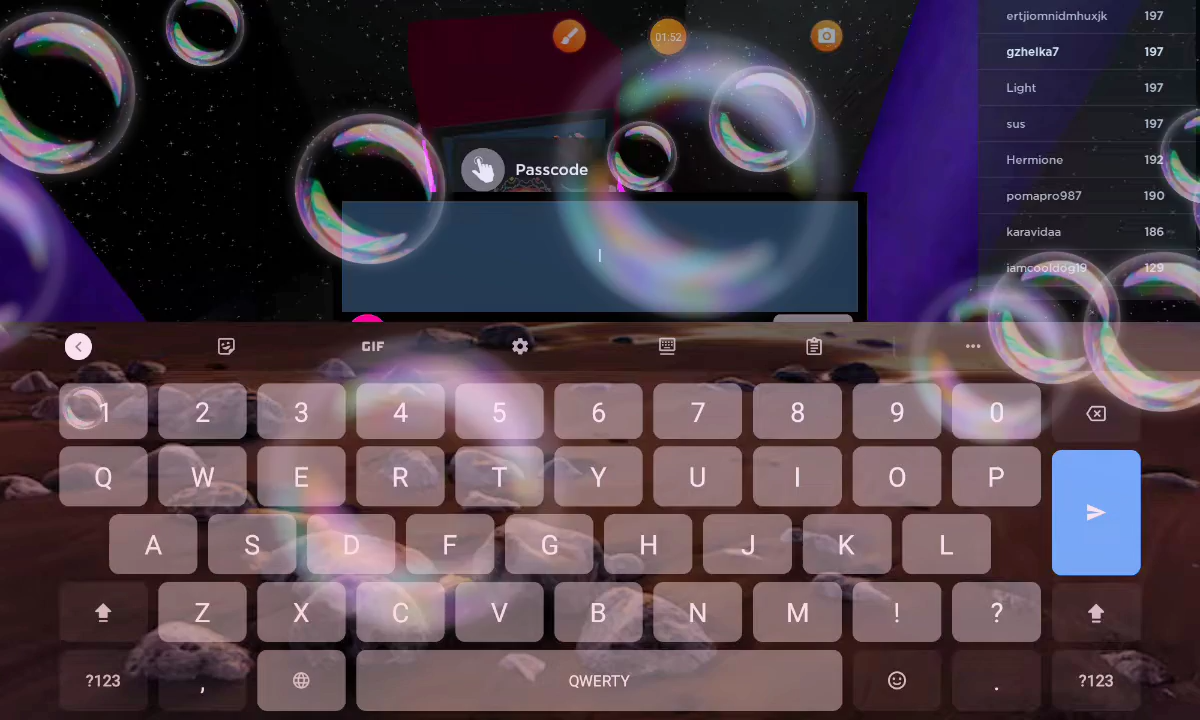 ertjiomnidmhuxjk 197
01:52
gzhelka7 197
Light 197
sus 197
Passcode
Hermione 192
pomapro987 190
karavidaa 186
iamcooldog19 129
GIF
1 2 3 4 5 6 7 8 9 0
Q W E R T Y U I O P
A S D F G H J K L
Z X C V B N M ! ?
?123 , QWERTY . ?123